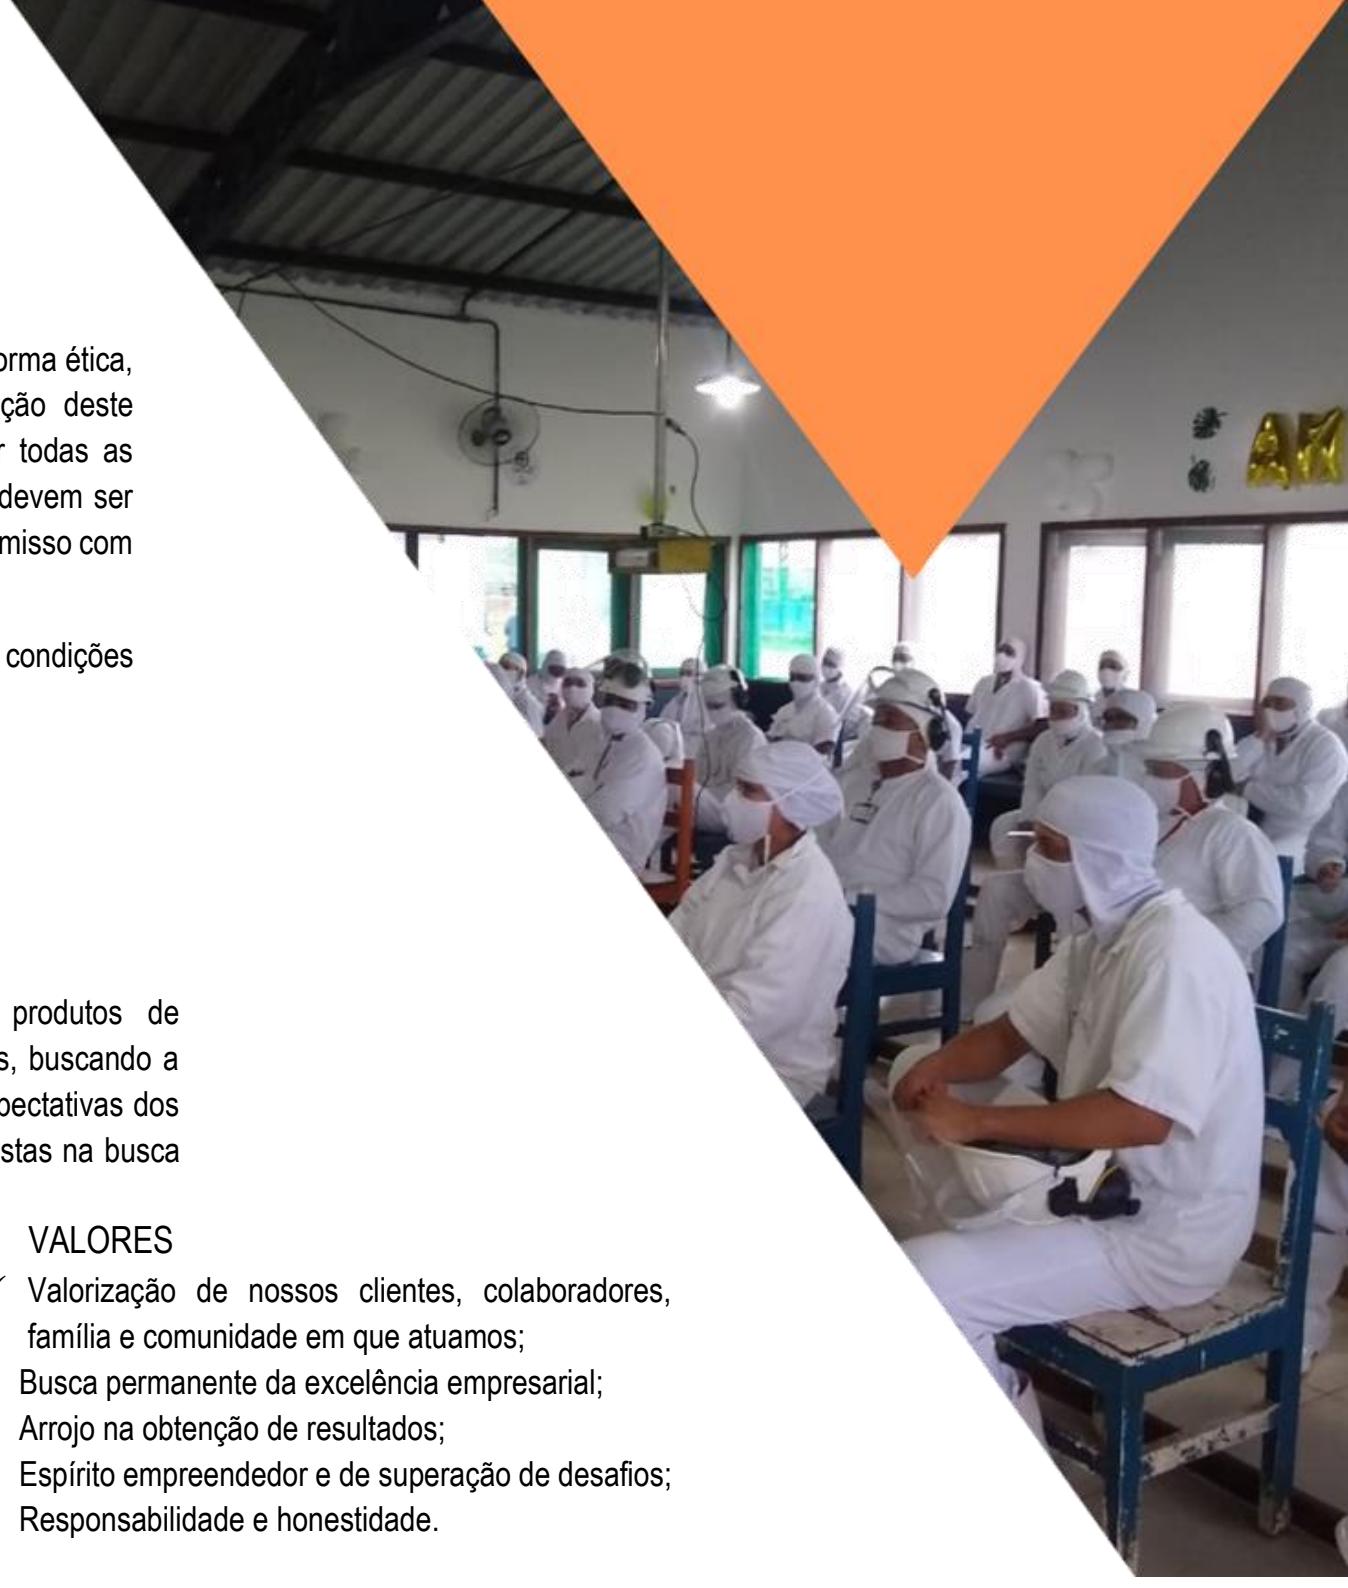 orma ética,
ção deste
r todas as
devem ser
misso com
condições
produtos de
s, buscando a
pectativas dos
stas na busca
VALORES
Valorização de nossos clientes, colaboradores,
família e comunidade em que atuamos;
Busca permanente da excelência empresarial;
Arrojo na obtenção de resultados;
Espírito empreendedor e de superação de desafios;
Responsabilidade e honestidade.
AM